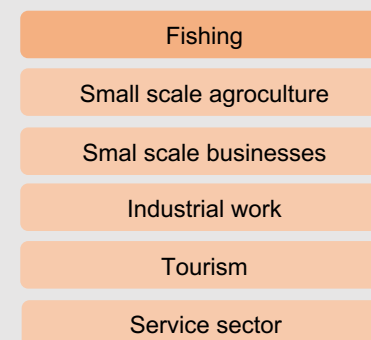 Fishing
Small scale agroculture
Smal scale businesses
Industrial work
Tourism
Service sector